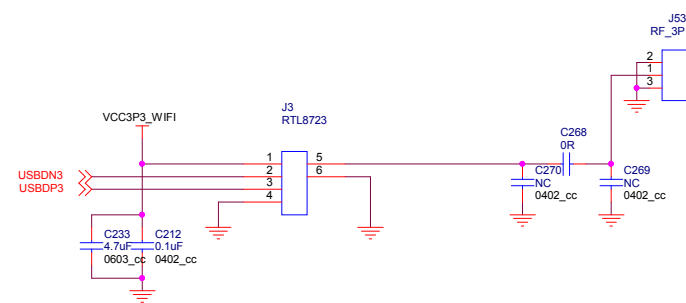 J53
RF_3P
2
1
3
J3
RTL8723
VCC3P3_WIFI
C268
0R
1
2
3
4
5
6
USBDN3
USBDP3
C270
NC
0402_cc
C269
NC
0402_cc
C233
4.7uF
0603_cc
C212
0.1uF
0402_cc